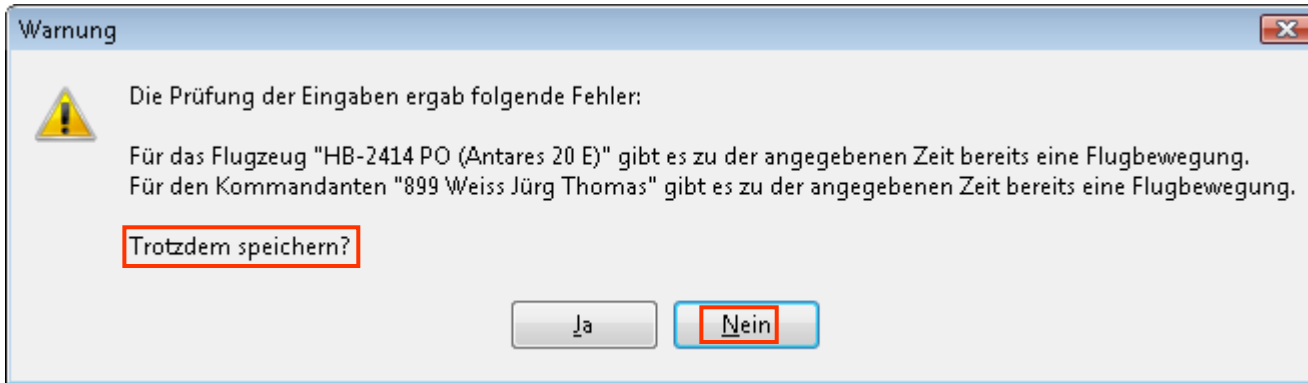 Warnung
Die Prüfung der Eingaben ergab folgende Fehler:
Für das Flugzeug "HB-2414 PO (Antares 20 E)" gibt es zu der angegebenen Zeit bereits eine Flugbewegung.
Für den Kommandanten "899 Weiss Jürg Thomas" gibt es zu der angegebenen Zeit bereits eine Flugbewegung.
Trotzdem speichern?
Ja
Nein